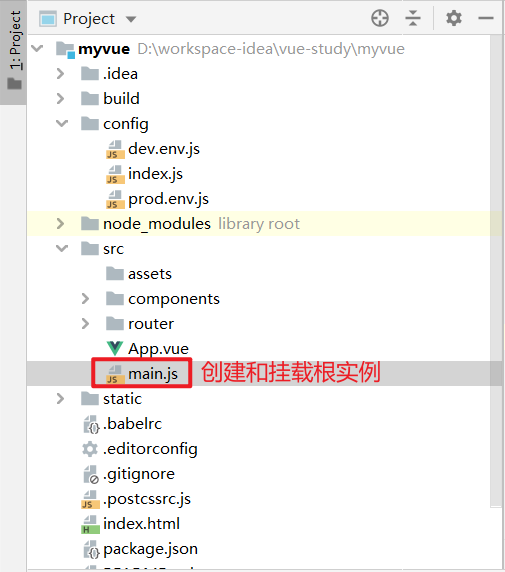 1: Project
Project
myvue D:\workspace-idea\vue-study\myvue
.idea
build
config
dev.env.js
index.js
prod.env.js
node_modules library root
src
assets
components
router
App.vue
main.js 创建和挂载根实例
static
.babelrc
.editorconfig
.gitignore
.postcssrc.js
index.html
package.json